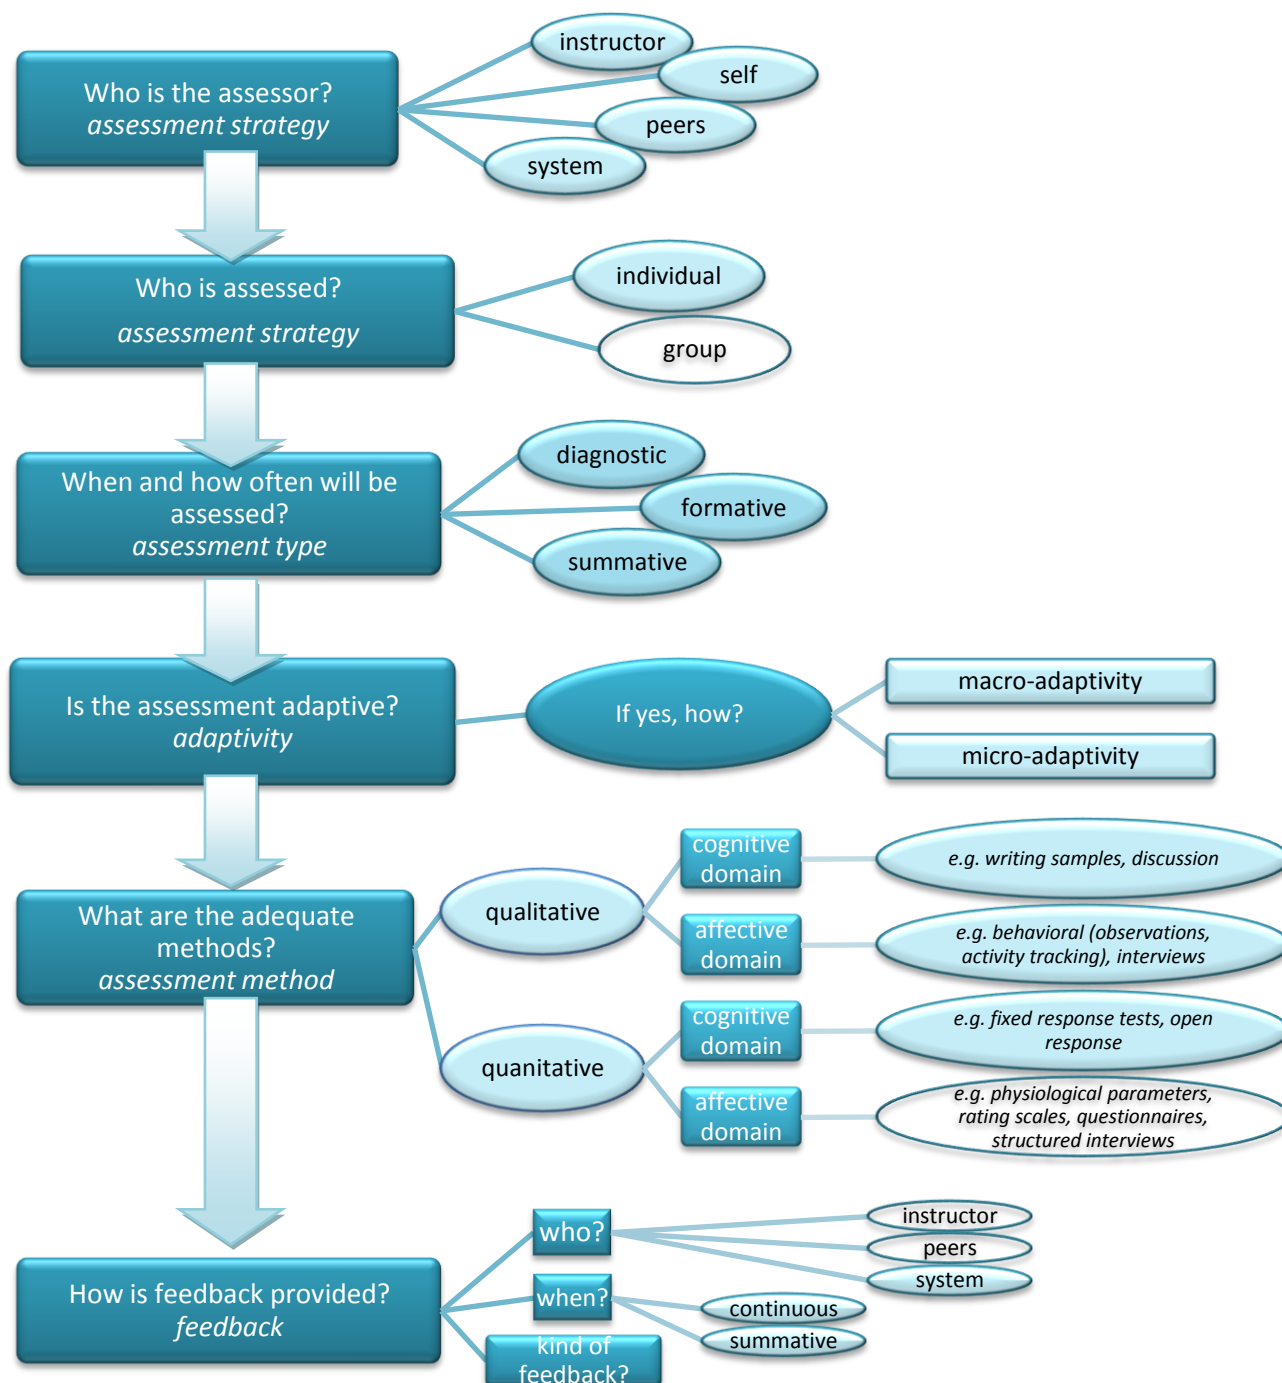 Who is the assessor?
assessment strategy
instructor
self
peers
system
Who is assessed?
assessment strategy
individual
group
When and how often will be
assessed?
assessment type
diagnostic
formative
summative
Is the assessment adaptive?
adaptivity
If yes, how?
macro-adaptivity
micro-adaptivity
What are the adequate
methods?
assessment method
qualitative
cognitive
domain
e.g. writing samples, discussion
affective
domain
e.g. behavioral (observations,
activity tracking), interviews
quanitative
cognitive
domain
e.g. fixed response tests, open
response
affective
domain
e.g. physiological parameters,
rating scales, questionnaires,
structured interviews
How is feedback provided?
feedback
who?
instructor
peers
system
when?
continuous
summative
kind of
feedback?